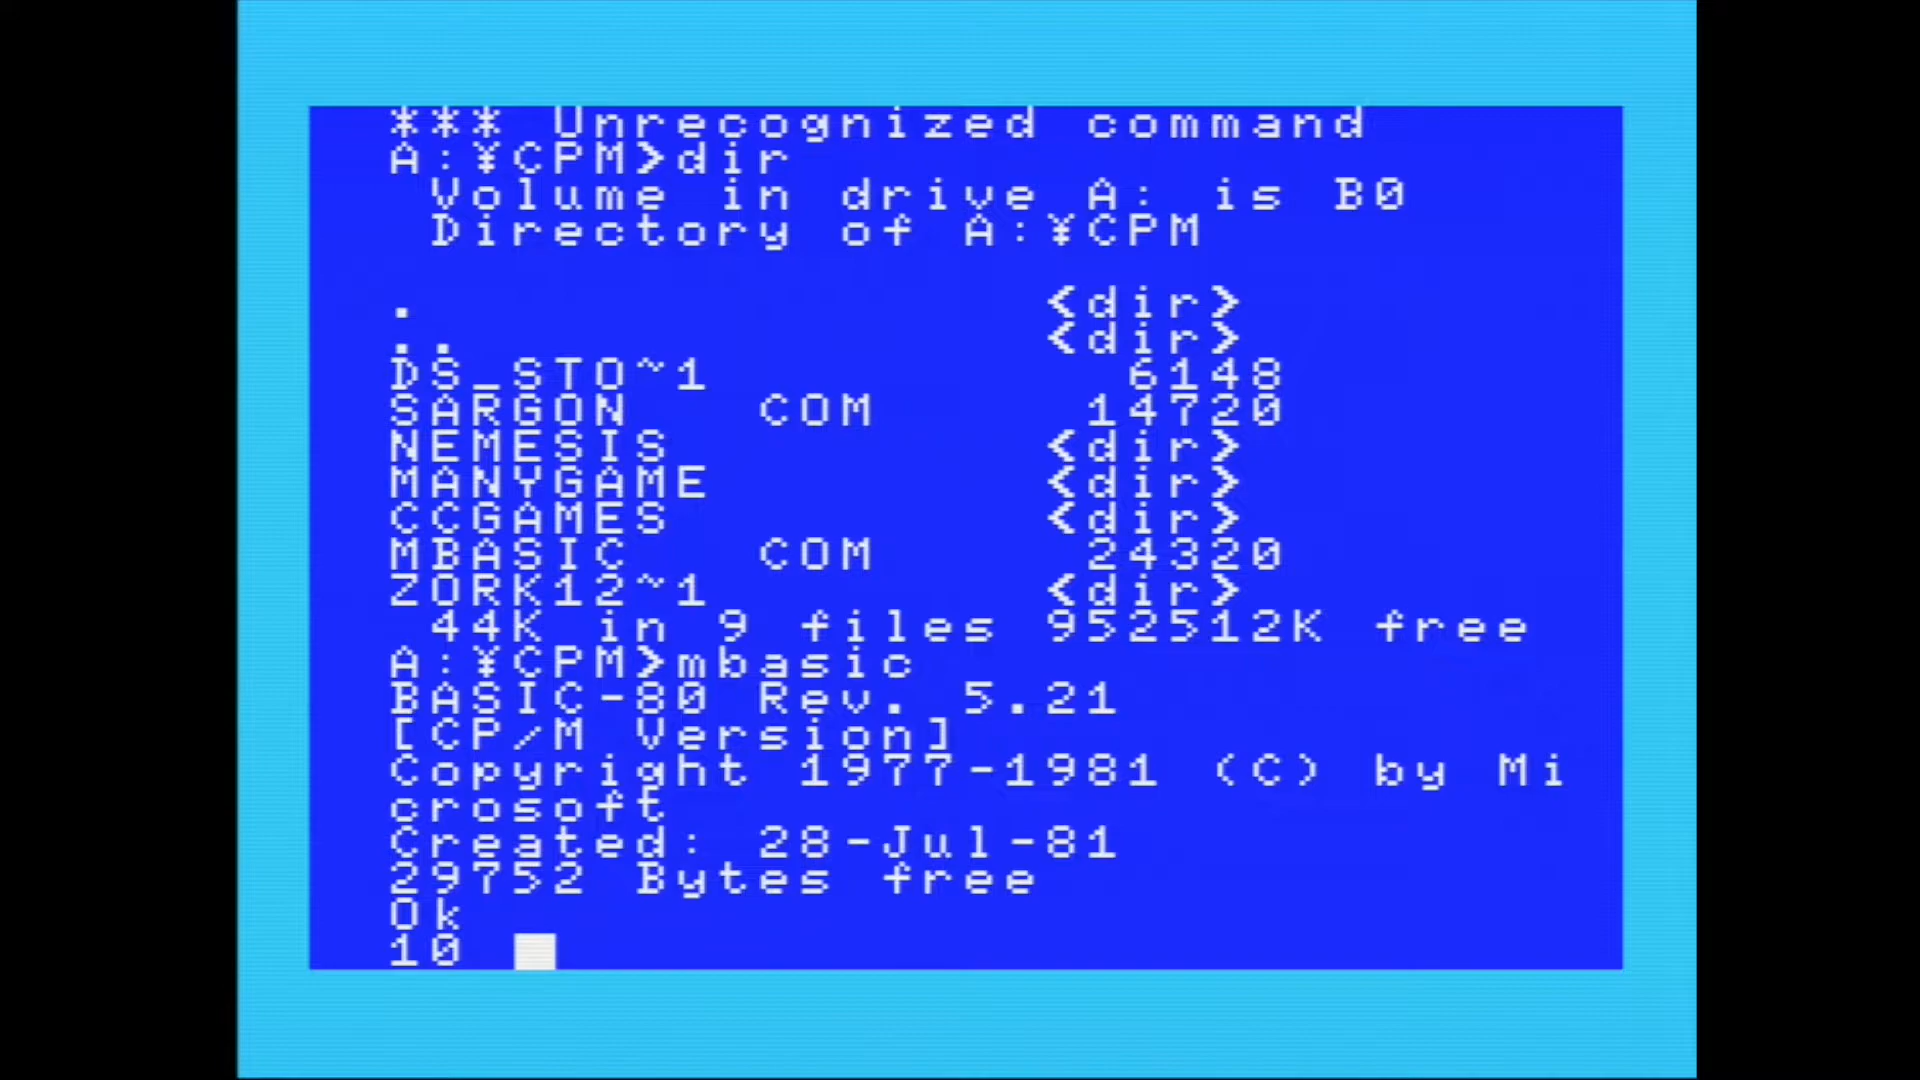 *** Unrecognized command
A:¥CPM>dir
Volume in drive A: is B0
Directory of A:¥CPM
. <dir>
.. <dir>
DS_STO~1 6148
SARGON COM 14720
NEMESIS <dir>
MANYGAME <dir>
CCGAMES <dir>
MBASIC COM 24320
ZORK12~1 <dir>
44K in 9 files 952512K free
A:¥CPM>mbasic
BASIC-80 Rev. 5.21
[CP/M Version]
Copyright 1977-1981 (C) by Mi
crosoft
Created: 28-Jul-81
29752 Bytes free
Ok
10